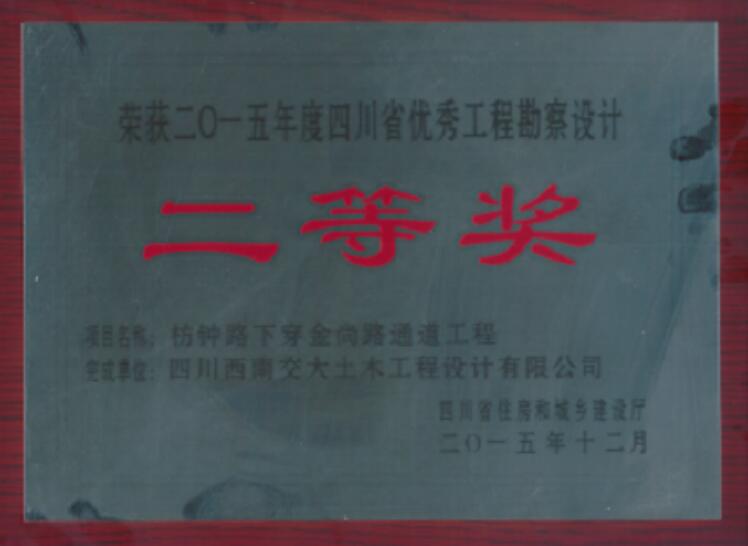 荣获二〇一五年度四川省优秀工程勘察设计
二等奖
项目名称：枋钟路下穿金尚路通道工程
完成单位：四川西南交大土木工程设计有限公司
四川省住房和城乡建设厅
二〇一五年十二月